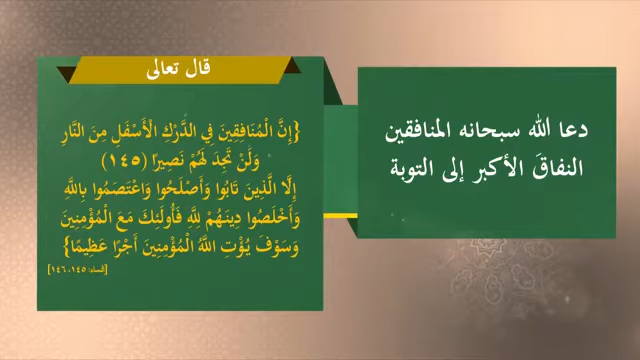 دعا الله سبحانه المنافقين
النفاقَ الأكبر إلى التوبة
قال تعالى
{إِنَّ الْمُنَافِقِينَ فِي الدَّرْكِ الْأَسْفَلِ مِنَ النَّارِ
وَلَنْ تَجِدَ لَهُمْ نَصِيرًا (١٤٥)
إِلَّا الَّذِينَ تَابُوا وَأَصْلَحُوا وَاعْتَصَمُوا بِاللَّهِ
وَأَخْلَصُوا دِينَهُمْ لِلَّهِ فَأُولَئِكَ مَعَ الْمُؤْمِنِينَ
وَسَوْفَ يُؤْتِ اللَّهُ الْمُؤْمِنِينَ أَجْرًا عَظِيمًا}
[النساء: ١٤٥، ١٤٦]